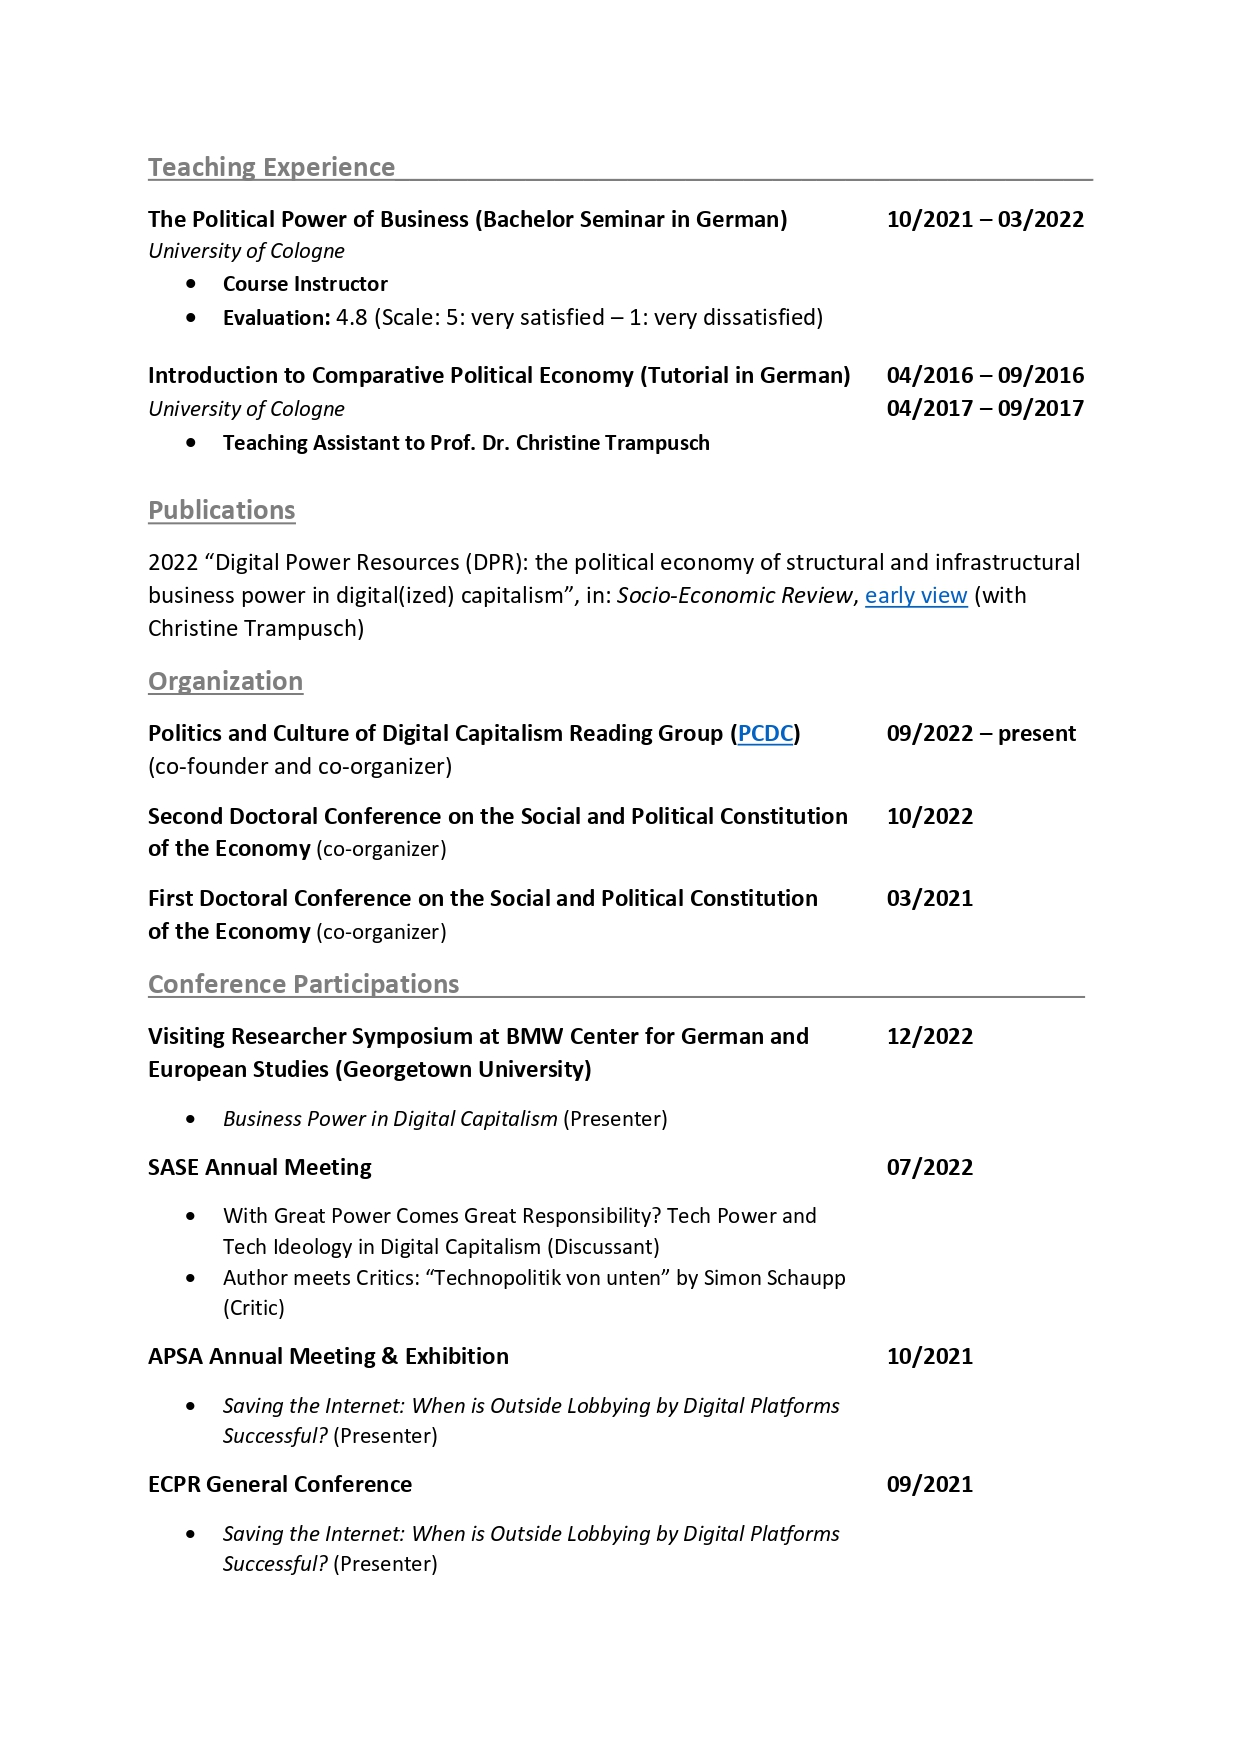 Teaching Experience
The Political Power of Business (Bachelor Seminar in German) 10/2021 – 03/2022
University of Cologne
• Course Instructor
• Evaluation: 4.8 (Scale: 5: very satisfied – 1: very dissatisfied)
Introduction to Comparative Political Economy (Tutorial in German) 04/2016 – 09/2016
University of Cologne 04/2017 – 09/2017
• Teaching Assistant to Prof. Dr. Christine Trampusch
Publications
2022 “Digital Power Resources (DPR): the political economy of structural and infrastructural
business power in digital(ized) capitalism”, in: Socio-Economic Review, early view (with
Christine Trampusch)
Organization
Politics and Culture of Digital Capitalism Reading Group (PCDC) 09/2022 – present
(co-founder and co-organizer)
Second Doctoral Conference on the Social and Political Constitution 10/2022
of the Economy (co-organizer)
First Doctoral Conference on the Social and Political Constitution 03/2021
of the Economy (co-organizer)
Conference Participations
Visiting Researcher Symposium at BMW Center for German and 12/2022
European Studies (Georgetown University)
• Business Power in Digital Capitalism (Presenter)
SASE Annual Meeting 07/2022
• With Great Power Comes Great Responsibility? Tech Power and
Tech Ideology in Digital Capitalism (Discussant)
• Author meets Critics: “Technopolitik von unten” by Simon Schaupp
(Critic)
APSA Annual Meeting & Exhibition 10/2021
• Saving the Internet: When is Outside Lobbying by Digital Platforms
Successful? (Presenter)
ECPR General Conference 09/2021
• Saving the Internet: When is Outside Lobbying by Digital Platforms
Successful? (Presenter)